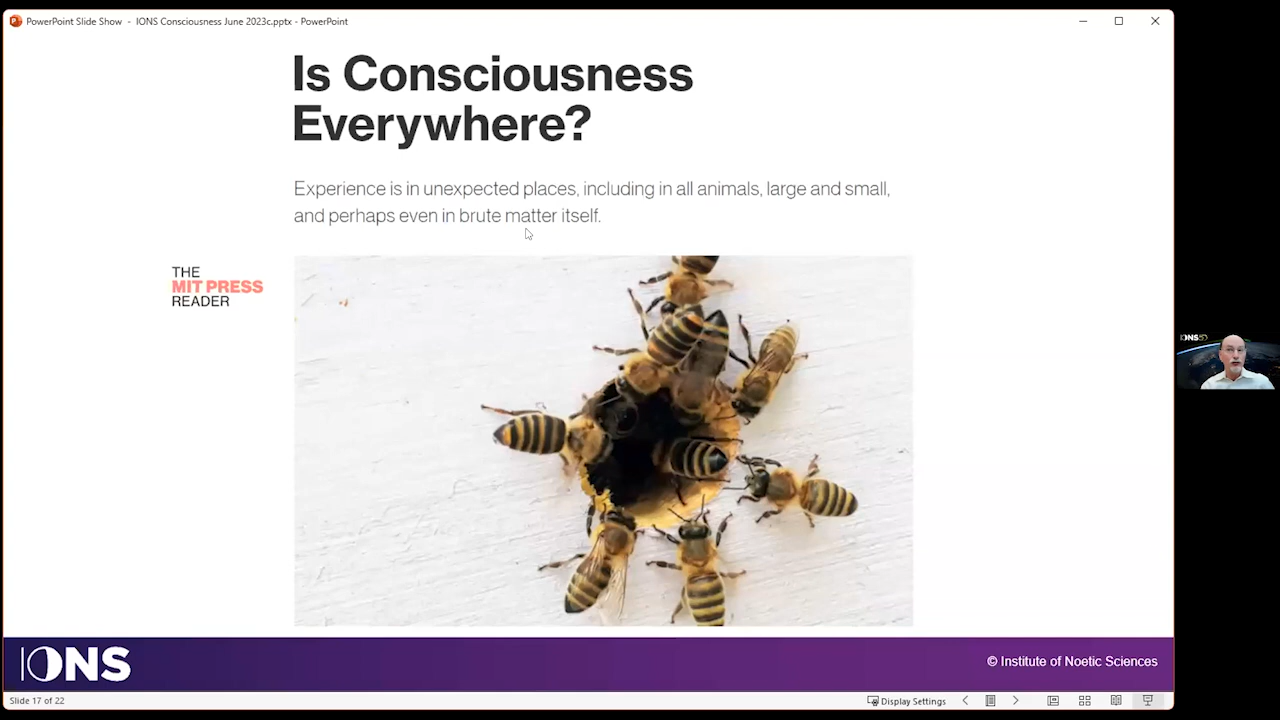 PowerPoint Slide Show - IONS Consciousness June 2023c.pptx - PowerPoint
Is Consciousness
Everywhere?
Experience is in unexpected places, including in all animals, large and small,
and perhaps even in brute matter itself.
THE
MIT PRESS
READER
IONS
IONS
© Institute of Noetic Sciences
Slide 17 of 22
Display Settings